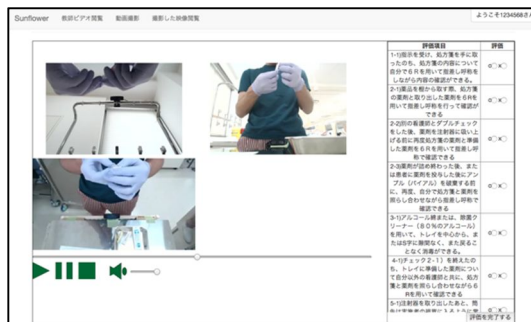 Sunflower 教師ビデオ閲覧 動画撮影 撮影した映像閲覧
ようこそ1234568さん
評価項目 評価
1-1)指示を受け、処方箋を手に取
ったのち、処方箋の内容について
自分で6Rを用いて指差し呼称を
しながら内容の確認ができる。
2-1)薬品を棚から取す際、処方箋
の薬剤と取り出した薬剤を6Rを
用いて指差し呼称を行って確認が
できる
2-2)別の看護師とダブルチェック
をした後、薬剤を注射器に吸い上
げる前に再度処方箋の薬剤と準備
した薬剤を6Rを用いて指差し呼
称で確認できる
2-3)薬剤が詰め終わった後、また
は患者に薬剤を投与した後にアン
プル(バイアル)を破棄する前
に、再度、自分で処方箋と薬剤を
照らし合わせながら指差し呼称で
確認できる
3-1)アルコール綿または、除菌ク
リーナー(80%のアルコール)
を用いて、トレイを中心から、ま
たはS字に隙間なく、また戻るこ
となく消毒ができる。
4-1)チェック2-1)を終えたの
ち、トレイに準備した薬剤につい
て自分以外の看護師と共に、処方
箋と薬剤を照らし合わせながら6
Rを用いて確認できる
5-1)注射器を取り出したあと、筒
評価を完了する